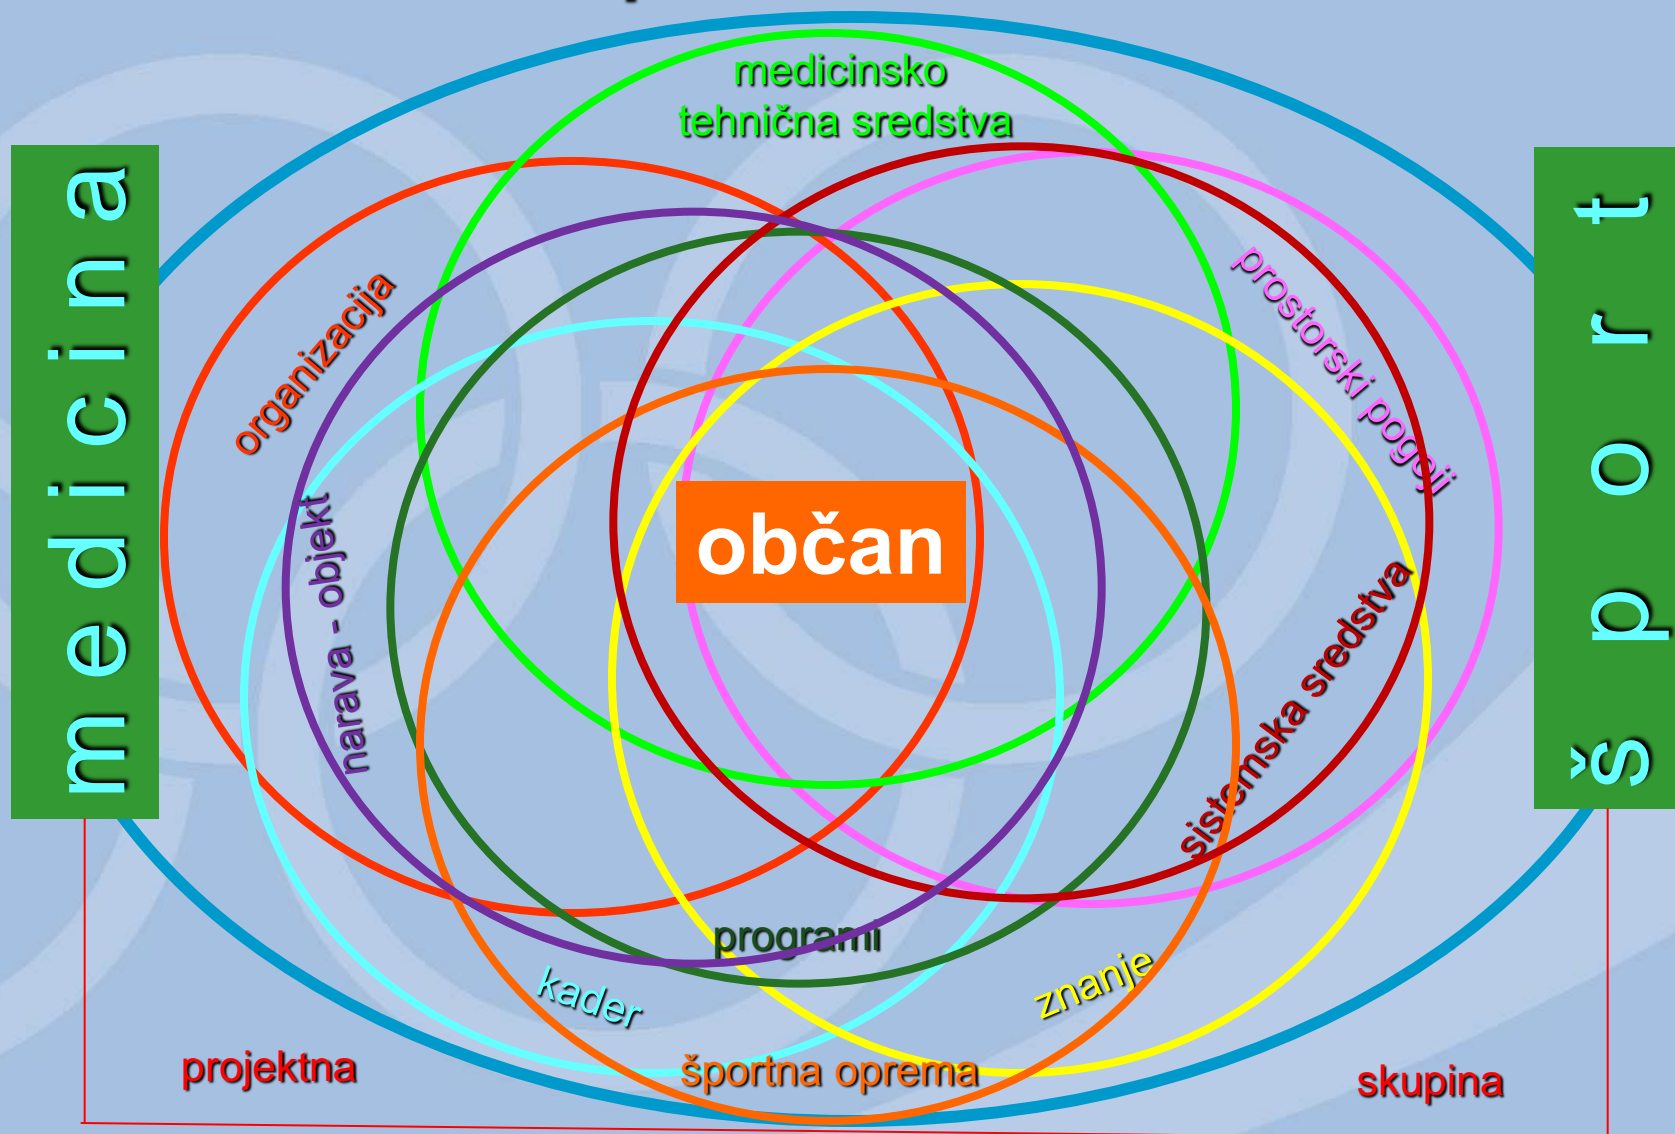 medicinsko
tehnična sredstva
medicina
šport
organizacija
prostorski pogoji
narava - objekt
občan
sistemska sredstva
programi
kader
znanje
projektna
športna oprema
skupina